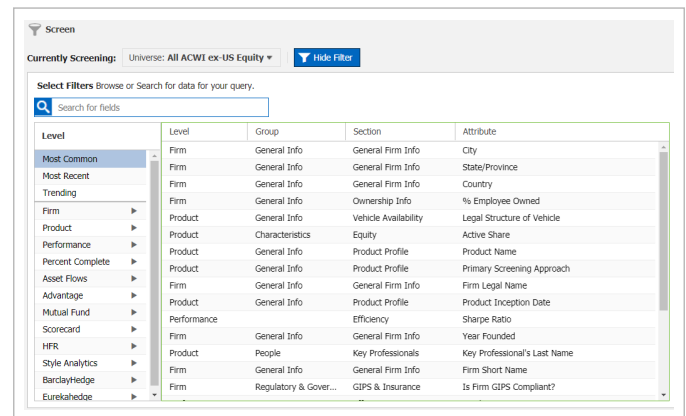 Screen
Currently Screening: Universe: All ACWI ex-US Equity Hide Filter
Select Filters Browse or Search for data for your query.
Search for fields
Level
Most Common
Most Recent
Trending
Firm
Product
Performance
Percent Complete
Asset Flows
Advantage
Mutual Fund
Scorecard
HFR
Style Analytics
BarclayHedge
Eurekahedge
Level Group Section Attribute
Firm General Info General Firm Info City
Firm General Info General Firm Info State/Province
Firm General Info General Firm Info Country
Firm General Info Ownership Info % Employee Owned
Product General Info Vehicle Availability Legal Structure of Vehicle
Product Characteristics Equity Active Share
Product General Info Product Profile Product Name
Product General Info Product Profile Primary Screening Approach
Firm General Info General Firm Info Firm Legal Name
Product General Info Product Profile Product Inception Date
Performance Efficiency Sharpe Ratio
Firm General Info General Firm Info Year Founded
Product People Key Professionals Key Professional's Last Name
Firm General Info General Firm Info Firm Short Name
Firm Regulatory & Gover... GIPS & Insurance Is Firm GIPS Compliant?